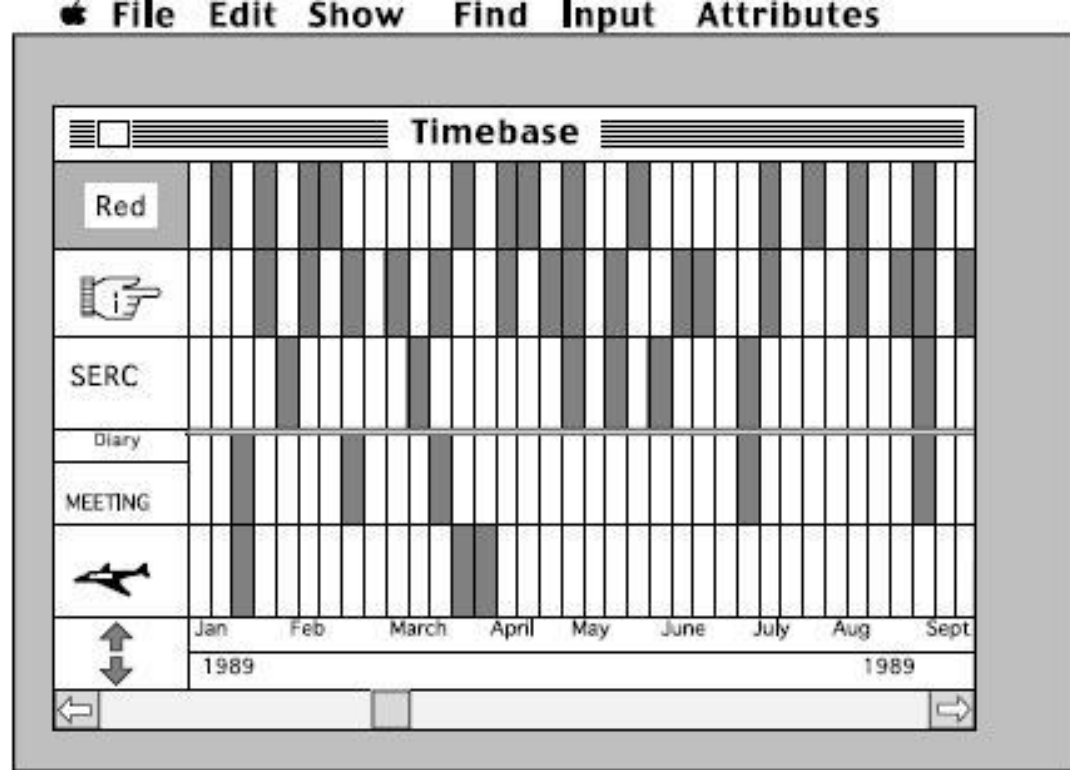 File Edit Show Find Input Attributes
Timebase
Red
SERC
Diary
MEETING
Jan Feb March April May June July Aug Sept
1989 1989